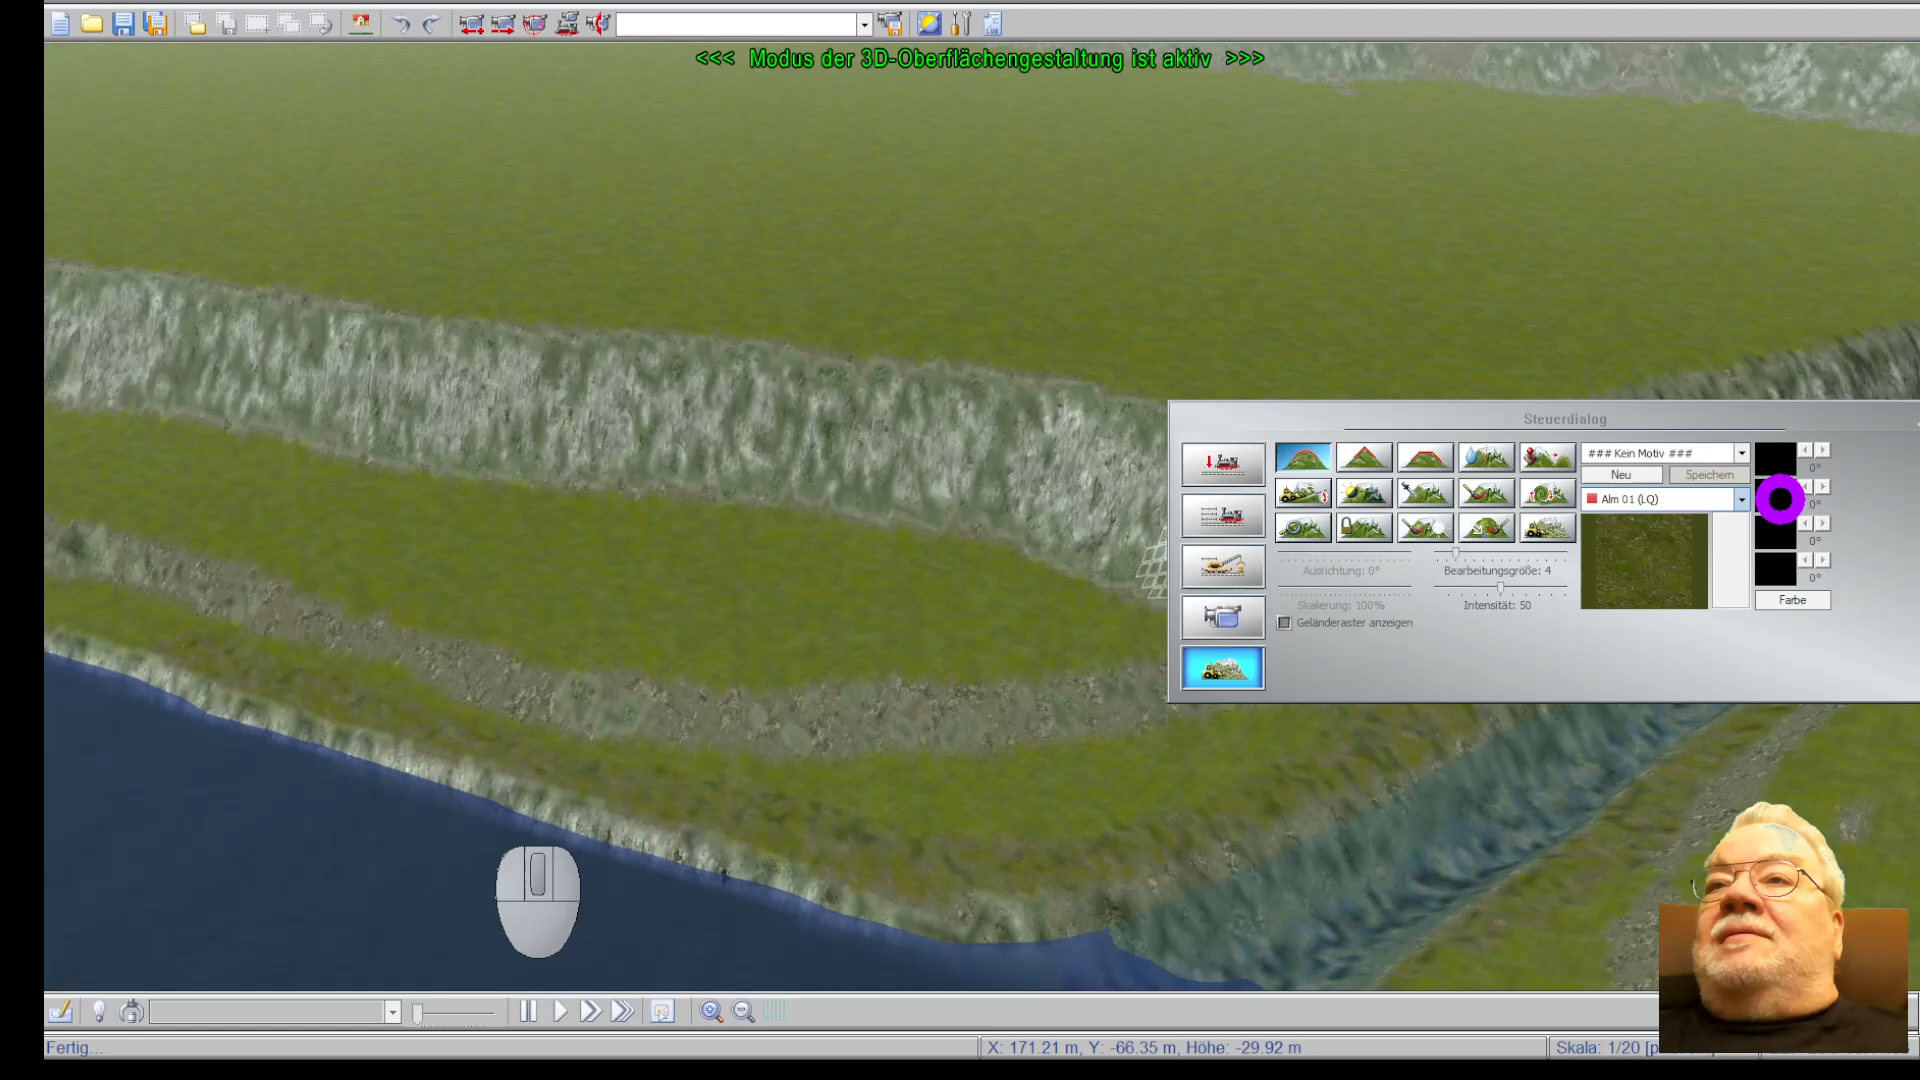 <<< Modus der 3D-Oberflächengestaltung ist aktiv >>>
Steuerdialog
### Kein Motiv ###
Neu Speichern
Alm 01 (LQ)
0°
0°
0°
0°
Farbe
Ausrichtung: 0° Bearbeitungsgröße: 4
Skalierung: 100% Intensität: 50
Geländeraster anzeigen
Fertig...
X: 171.21 m, Y: -66.35 m, Höhe: -29.92 m
Skala: 1/20